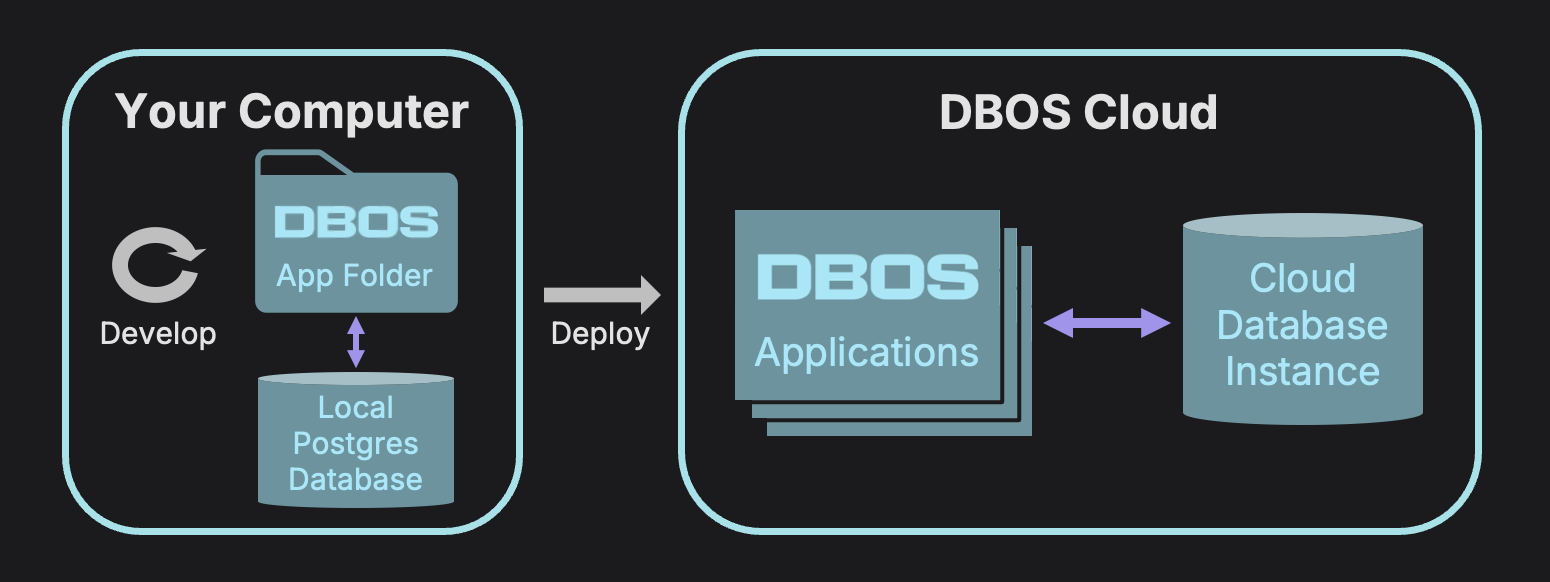 Your Computer
DBOS
App Folder
Develop
Local
Postgres
Database
Deploy
DBOS Cloud
DBOS
Applications
Cloud
Database
Instance